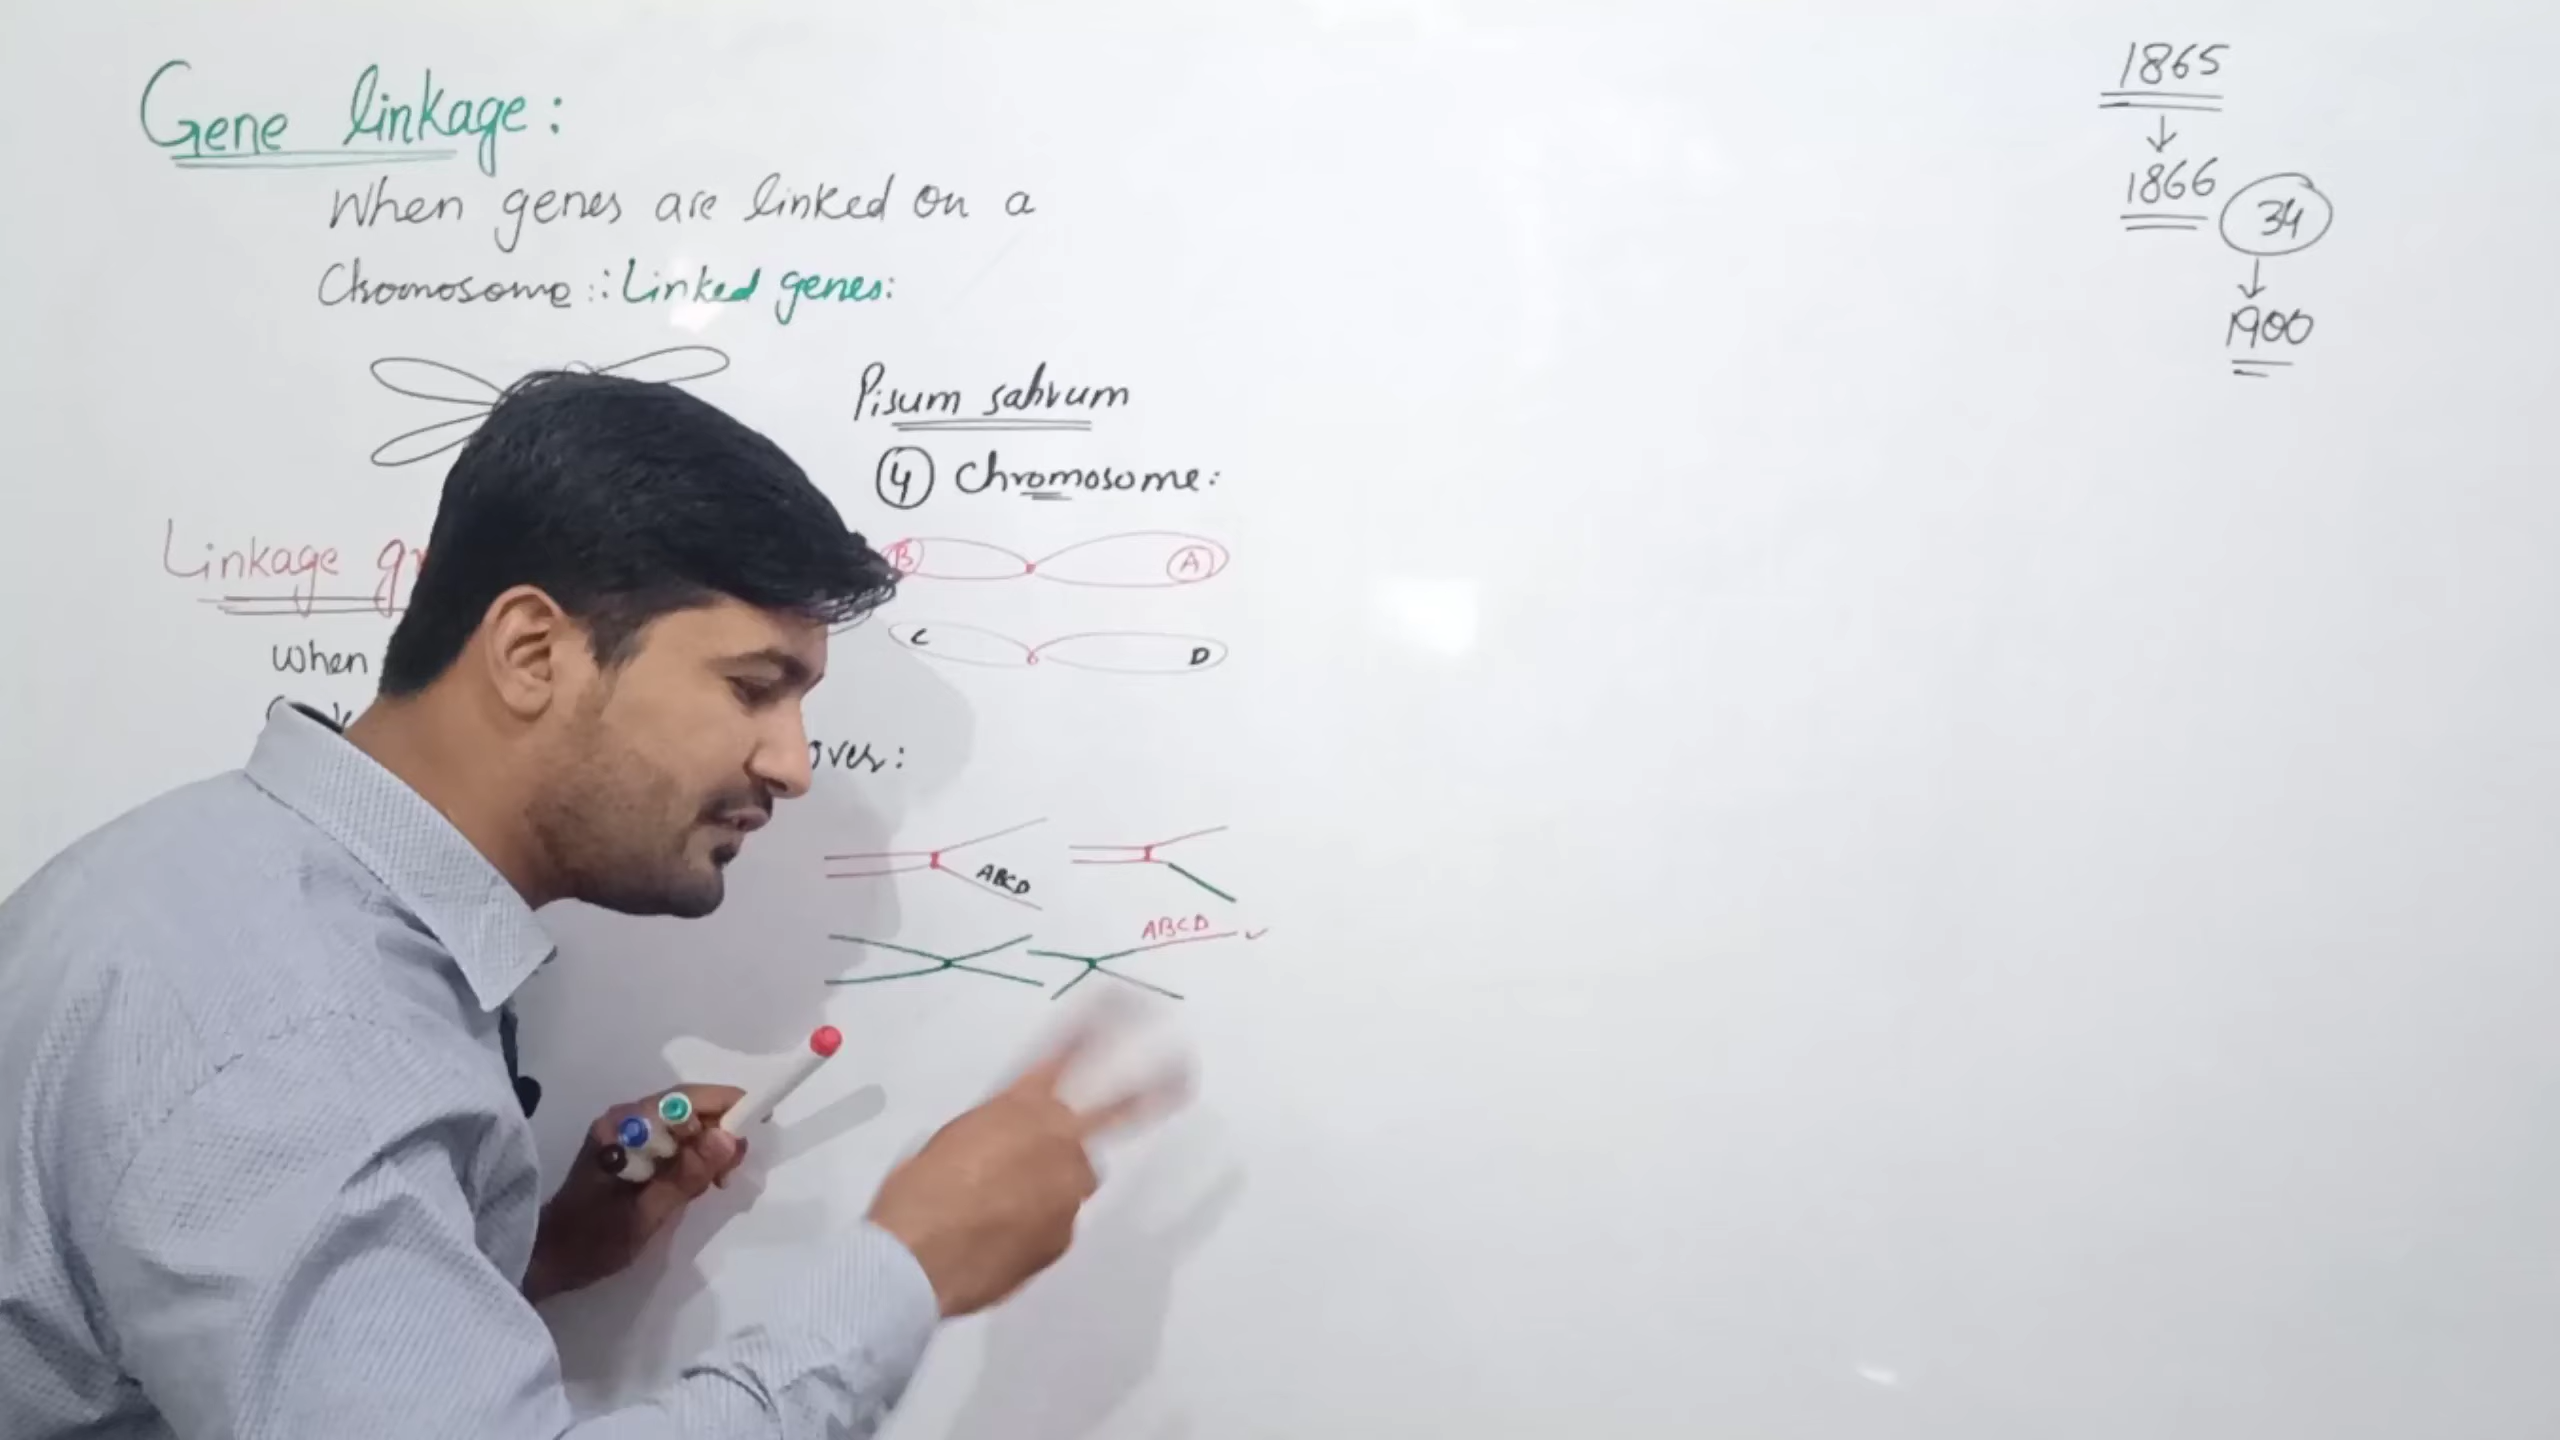 Gene linkage:
When genes are linked on a
Chromosome:: Linked genes:
Pisum sativum
4 Chromosome:
B A
C D
Linkage
When
over:
ABCD
ABCD
1865
1866
34
1900